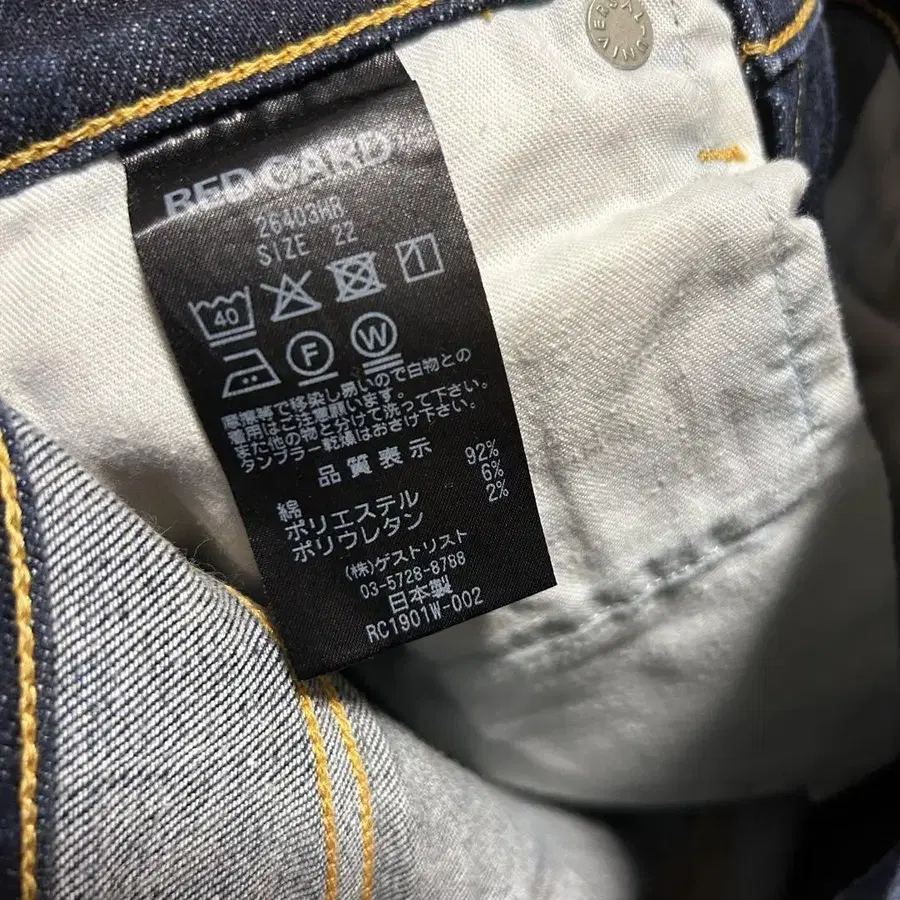 UNIVERSAL
RED CARD
26403HR
SIZE 22
1
40
F
W
摩擦等で移染し易いので白物との
着用はご注意願います。
また他の物と分けて洗って下さい。
タンブラー乾燥はおさけ下さい。
品質表示
綿 92%
ポリエステル 6%
ポリウレタン 2%
(株)ゲストリスト
03-5728-8788
日本製
RC1901W-002